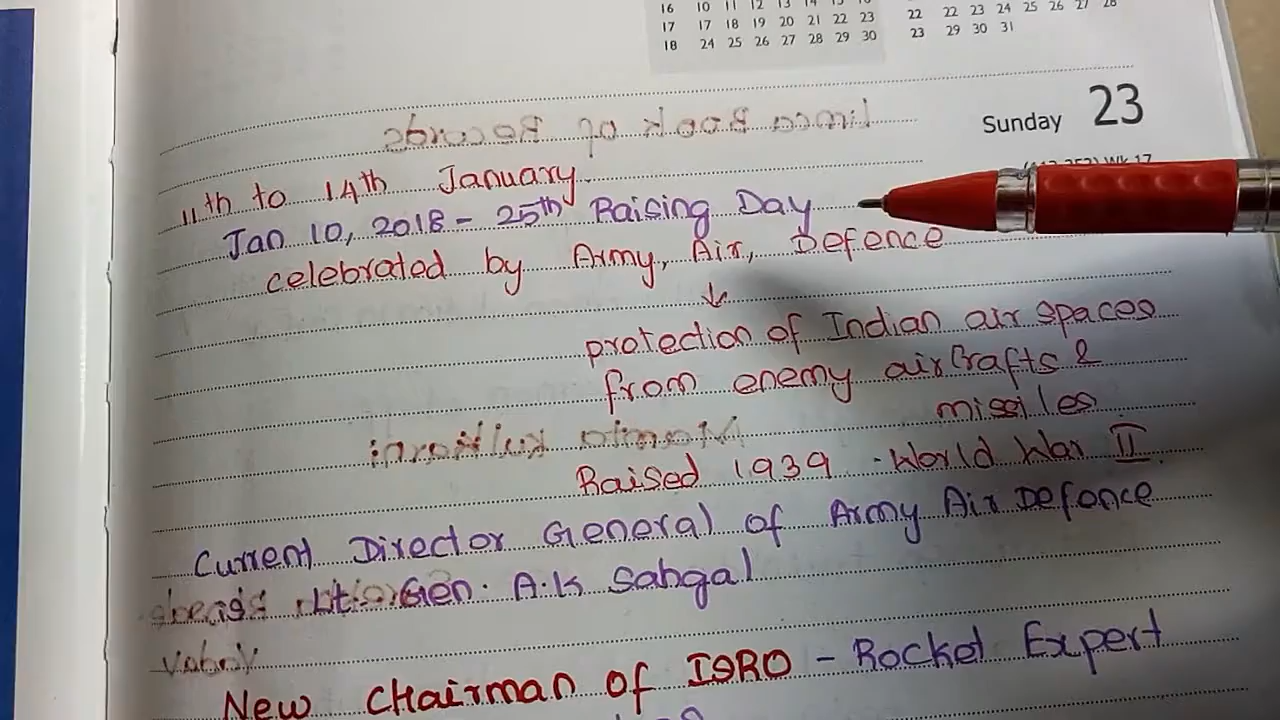 16 10 11 12 13 14 15 16
17 17 18 19 20 21 22 23
18 24 25 26 27 28 29 30
22 22 23 24 25 26 27 28
23 29 30 31
Sunday 23
Wk 17
11th to 14th January
Jan 10, 2018 - 25th Raising Day
celebrated by Army, Air, Defence
↓
protection of Indian air spaces
from enemy aircrafts &
missiles
Raised 1939 - World War II
Current Director General of Army Air Defence
Lt. Gen. A.K Sahgal
New Chairman of ISRO - Rocket Expert